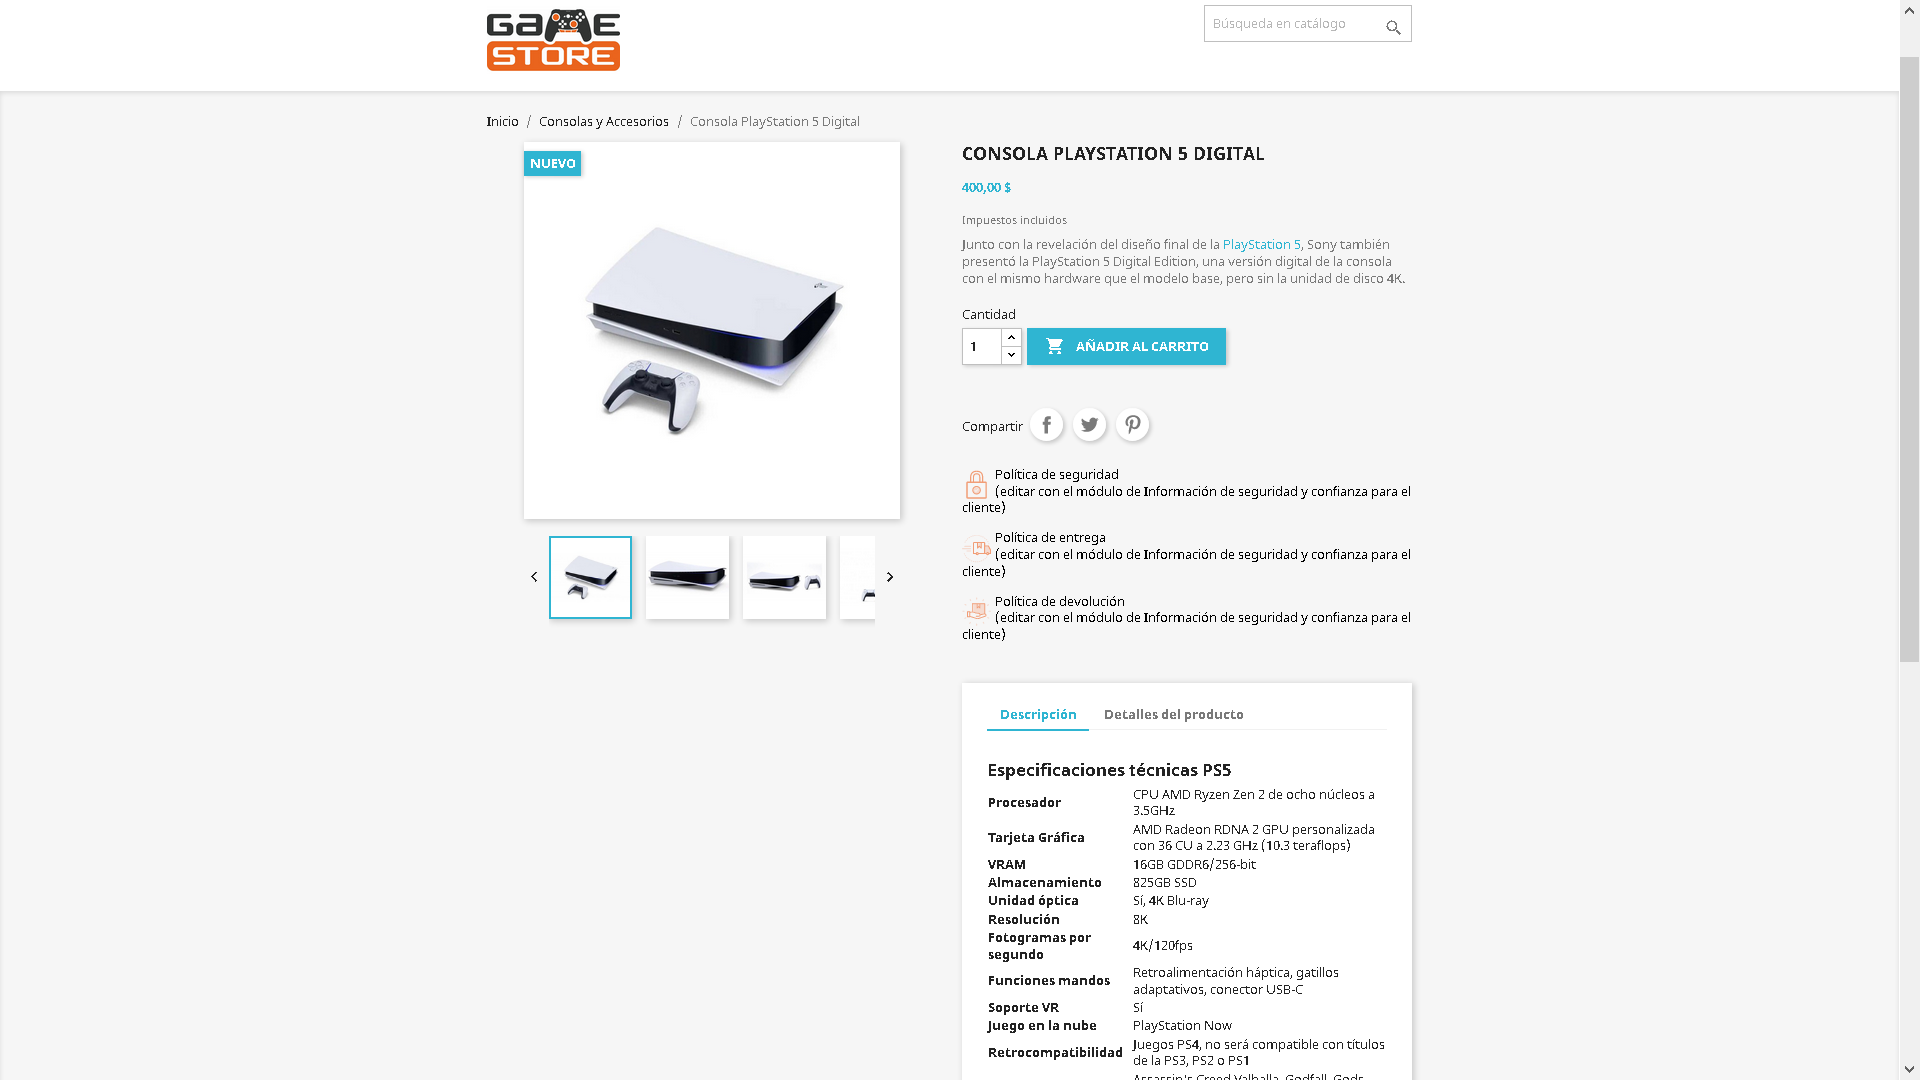 GAME
STORE
Búsqueda en catálogo
Inicio / Consolas y Accesorios / Consola PlayStation 5 Digital
NUEVO
CONSOLA PLAYSTATION 5 DIGITAL
400,00 $
Impuestos incluidos
Junto con la revelación del diseño final de la PlayStation 5, Sony también
presentó la PlayStation 5 Digital Edition, una versión digital de la consola
con el mismo hardware que el modelo base, pero sin la unidad de disco 4K.
Cantidad
1
AÑADIR AL CARRITO
Compartir
Política de seguridad
(editar con el módulo de Información de seguridad y confianza para el
cliente)
Política de entrega
(editar con el módulo de Información de seguridad y confianza para el
cliente)
Política de devolución
(editar con el módulo de Información de seguridad y confianza para el
cliente)
Descripción Detalles del producto
Especificaciones técnicas PS5
Procesador CPU AMD Ryzen Zen 2 de ocho núcleos a
3.5GHz
Tarjeta Gráfica AMD Radeon RDNA 2 GPU personalizada
con 36 CU a 2.23 GHz (10.3 teraflops)
VRAM 16GB GDDR6/256-bit
Almacenamiento 825GB SSD
Unidad óptica Sí, 4K Blu-ray
Resolución 8K
Fotogramas por
segundo 4K/120fps
Funciones mandos Retroalimentación háptica, gatillos
adaptativos, conector USB-C
Soporte VR Sí
Juego en la nube PlayStation Now
Retrocompatibilidad Juegos PS4, no será compatible con títulos
de la PS3, PS2 o PS1
Assassin's Creed Valhalla, Godfall, Gods